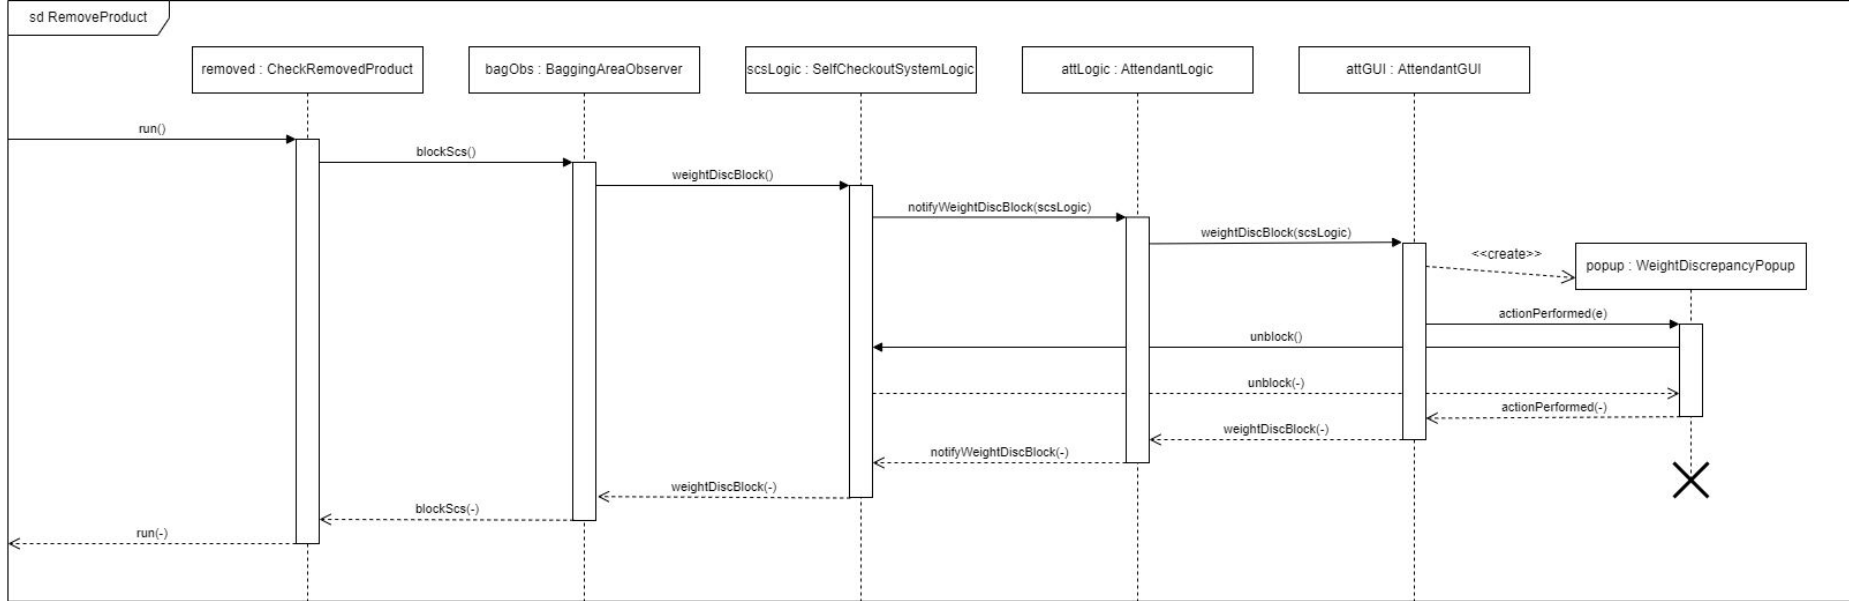 sd RemoveProduct
removed : CheckRemovedProduct
bagObs : BaggingAreaObserver
scsLogic : SelfCheckoutSystemLogic
attLogic : AttendantLogic
attGUI : AttendantGUI
run()
blockScs()
weightDiscBlock()
notifyWeightDiscBlock(scsLogic)
weightDiscBlock(scsLogic)
<<create>>
popup : WeightDiscrepancyPopup
actionPerformed(e)
unblock()
unblock(-)
actionPerformed(-)
weightDiscBlock(-)
notifyWeightDiscBlock(-)
weightDiscBlock(-)
blockScs(-)
run(-)